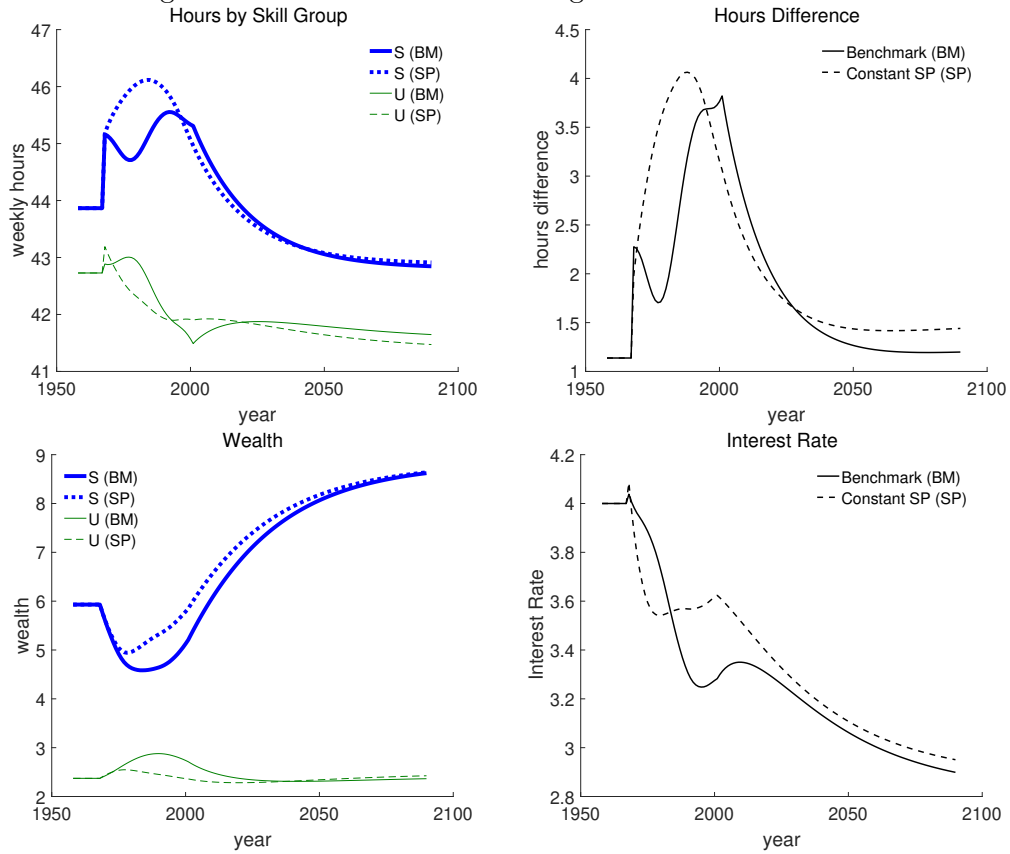 Hours by Skill Group
47
46
45
44
43
42
41
weekly hours
1950
2000
2050
2100
year
S (BM)
S (SP)
U (BM)
U (SP)
Hours Difference
4.5
4
3.5
3
2.5
2
1.5
1
hours difference
1950
2000
2050
2100
year
Benchmark (BM)
Constant SP (SP)
Wealth
9
8
7
6
5
4
3
2
wealth
1950
2000
2050
2100
year
S (BM)
S (SP)
U (BM)
U (SP)
Interest Rate
4.2
4
3.8
3.6
3.4
3.2
3
2.8
Interest Rate
1950
2000
2050
2100
year
Benchmark (BM)
Constant SP (SP)